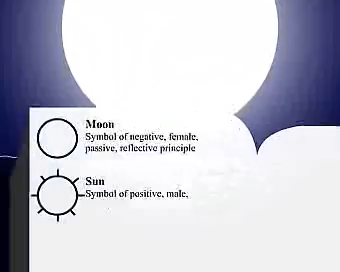 Moon
Symbol of negative, female,
passive, reflective principle
Sun
Symbol of positive, male,